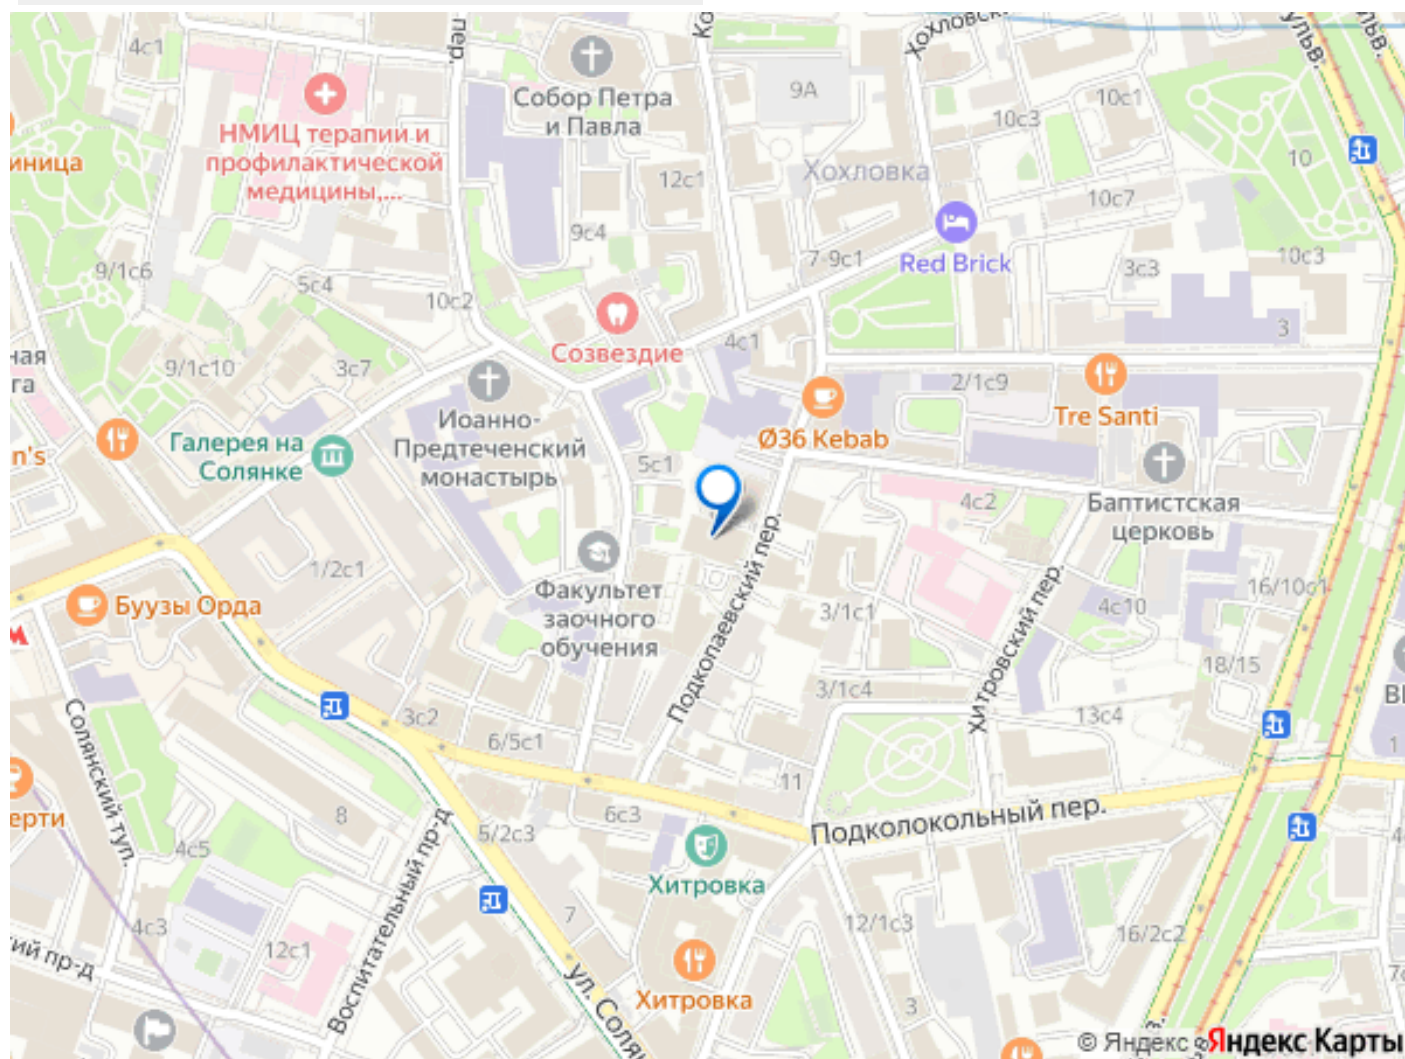 4с1
пер.
Собор Петра
и Павла
9А
Хохловка
10с3
10с1
10
10с7
НМИЦ терапии и
профилактической
медицины,...
12с1
9с4
7-9с1
Red Brick
3с3
10с3
3
9/1с6
5с4
10с2
Созвездие
4с1
9/1с10
3с7
2/1с9
Tre Santi
Иоанно-
Предтеченский
монастырь
Ø36 Kebab
Галерея на
Солянке
5с1
4с2
Баптистская
церковь
1/2с1
Факультет
заочного
обучения
Буузы Орда
3/1с1
4с10
16/10с1
18/15
Подкопаевский пер.
Хитровский пер.
3/1с4
13с4
3с2
6/5с1
Солянский туп.
11
8
6с3
5/2с3
Подколокольный пер.
4с5
Хитровка
Воспитательный пр-д
4с3
12с1
7
12/1с3
16/2с2
Хитровка
3
© Яндекс
Яндекс Карты